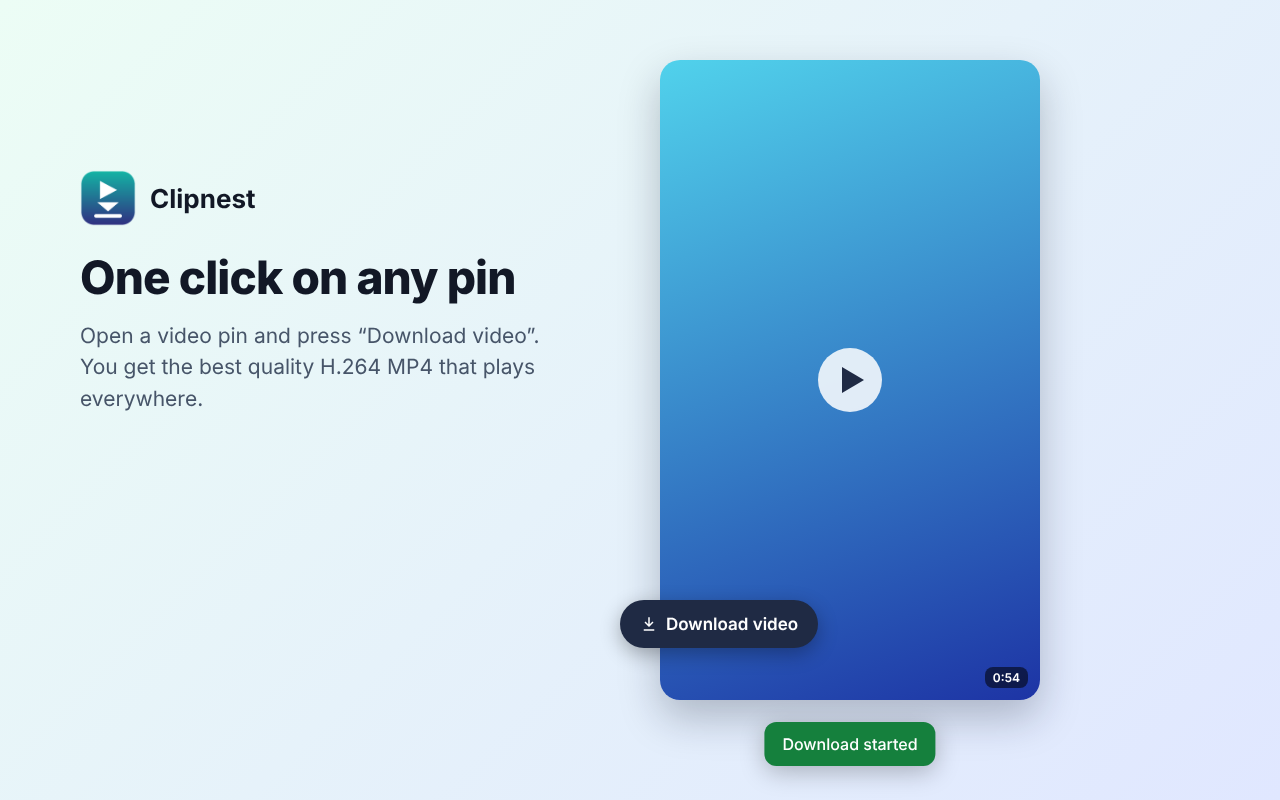 Clipnest
One click on any pin
Open a video pin and press “Download video”.
You get the best quality H.264 MP4 that plays
everywhere.
Download video
0:54
Download started